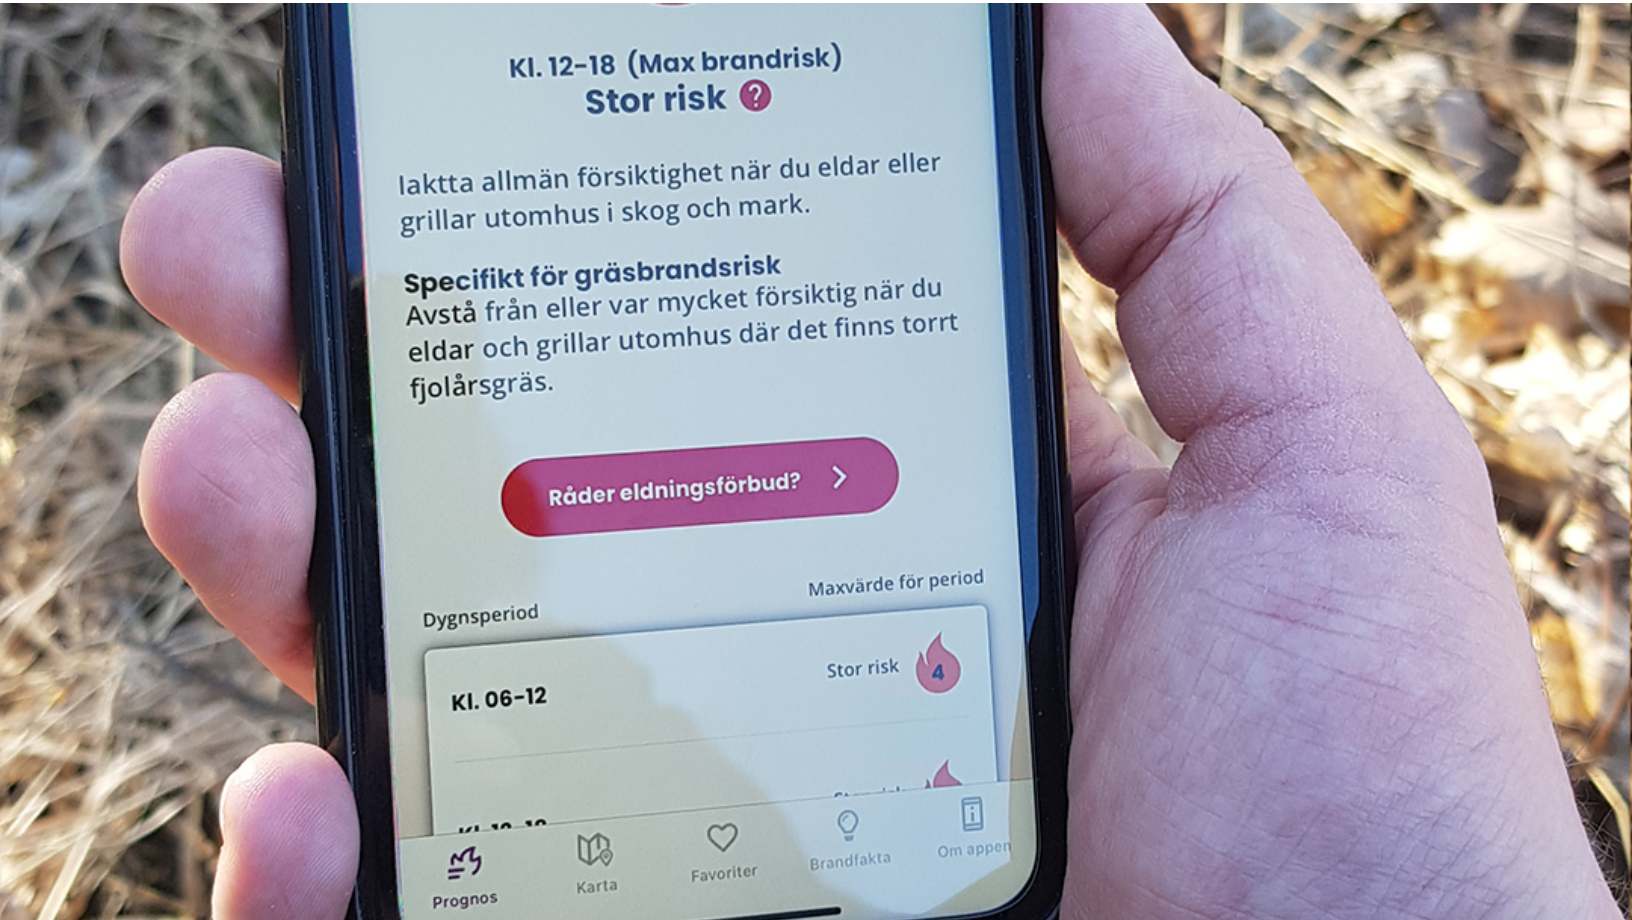 Kl. 12-18 (Max brandrisk)
Stor risk ?
Iaktta allmän försiktighet när du eldar eller
grillar utomhus i skog och mark.
Specifikt för gräsbrandsrisk
Avstå från eller var mycket försiktig när du
eldar och grillar utomhus där det finns torrt
fjolårsgräs.
Råder eldningsförbud?
Maxvärde för period
Dygnsperiod
Kl. 06-12
Stor risk
4
Prognos
Karta
Favoriter
Brandfakta
Om appen